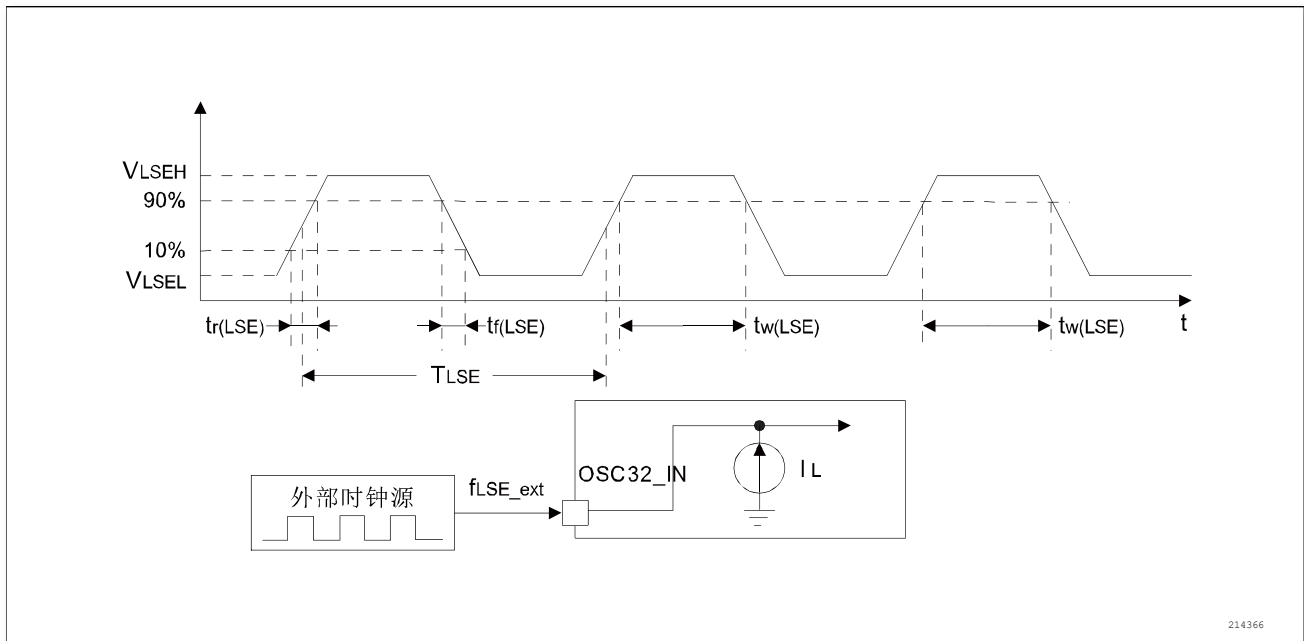 VLSEH
90%
10%
VLSEL
tr(LSE)
tf(LSE)
tw(LSE)
tw(LSE)
t
TLSE
OSC32_IN
IL
外部时钟源
fLSE_ext
214366